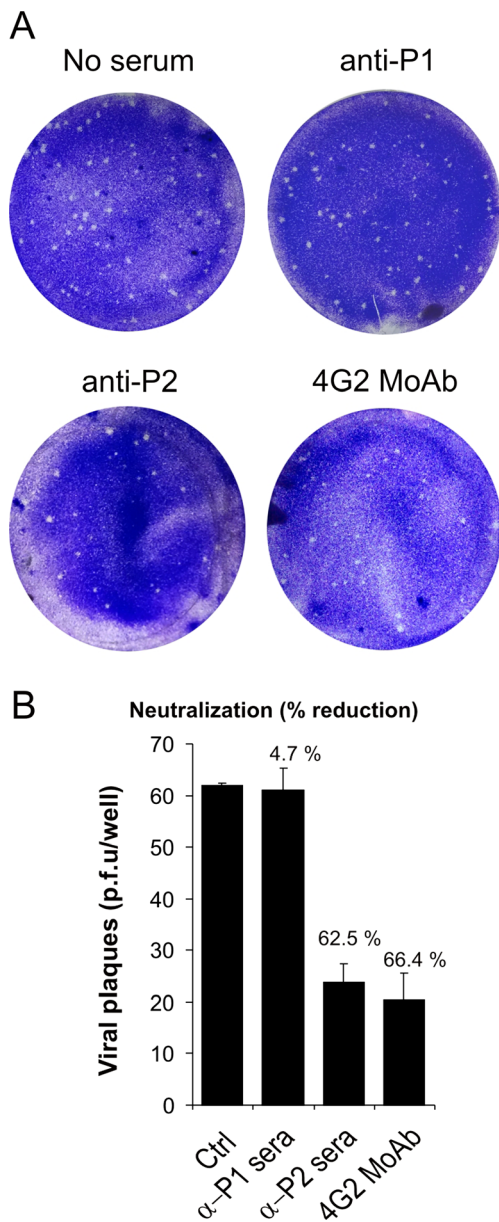 A
No serum
anti-P1
anti-P2
4G2 MoAb
B
Neutralization (% reduction)
Viral plaques (p.f.u/well)
70
60
50
40
30
20
10
0
4.7 %
62.5 %
66.4 %
Ctrl
α–P1 sera
α–P2 sera
4G2 MoAb